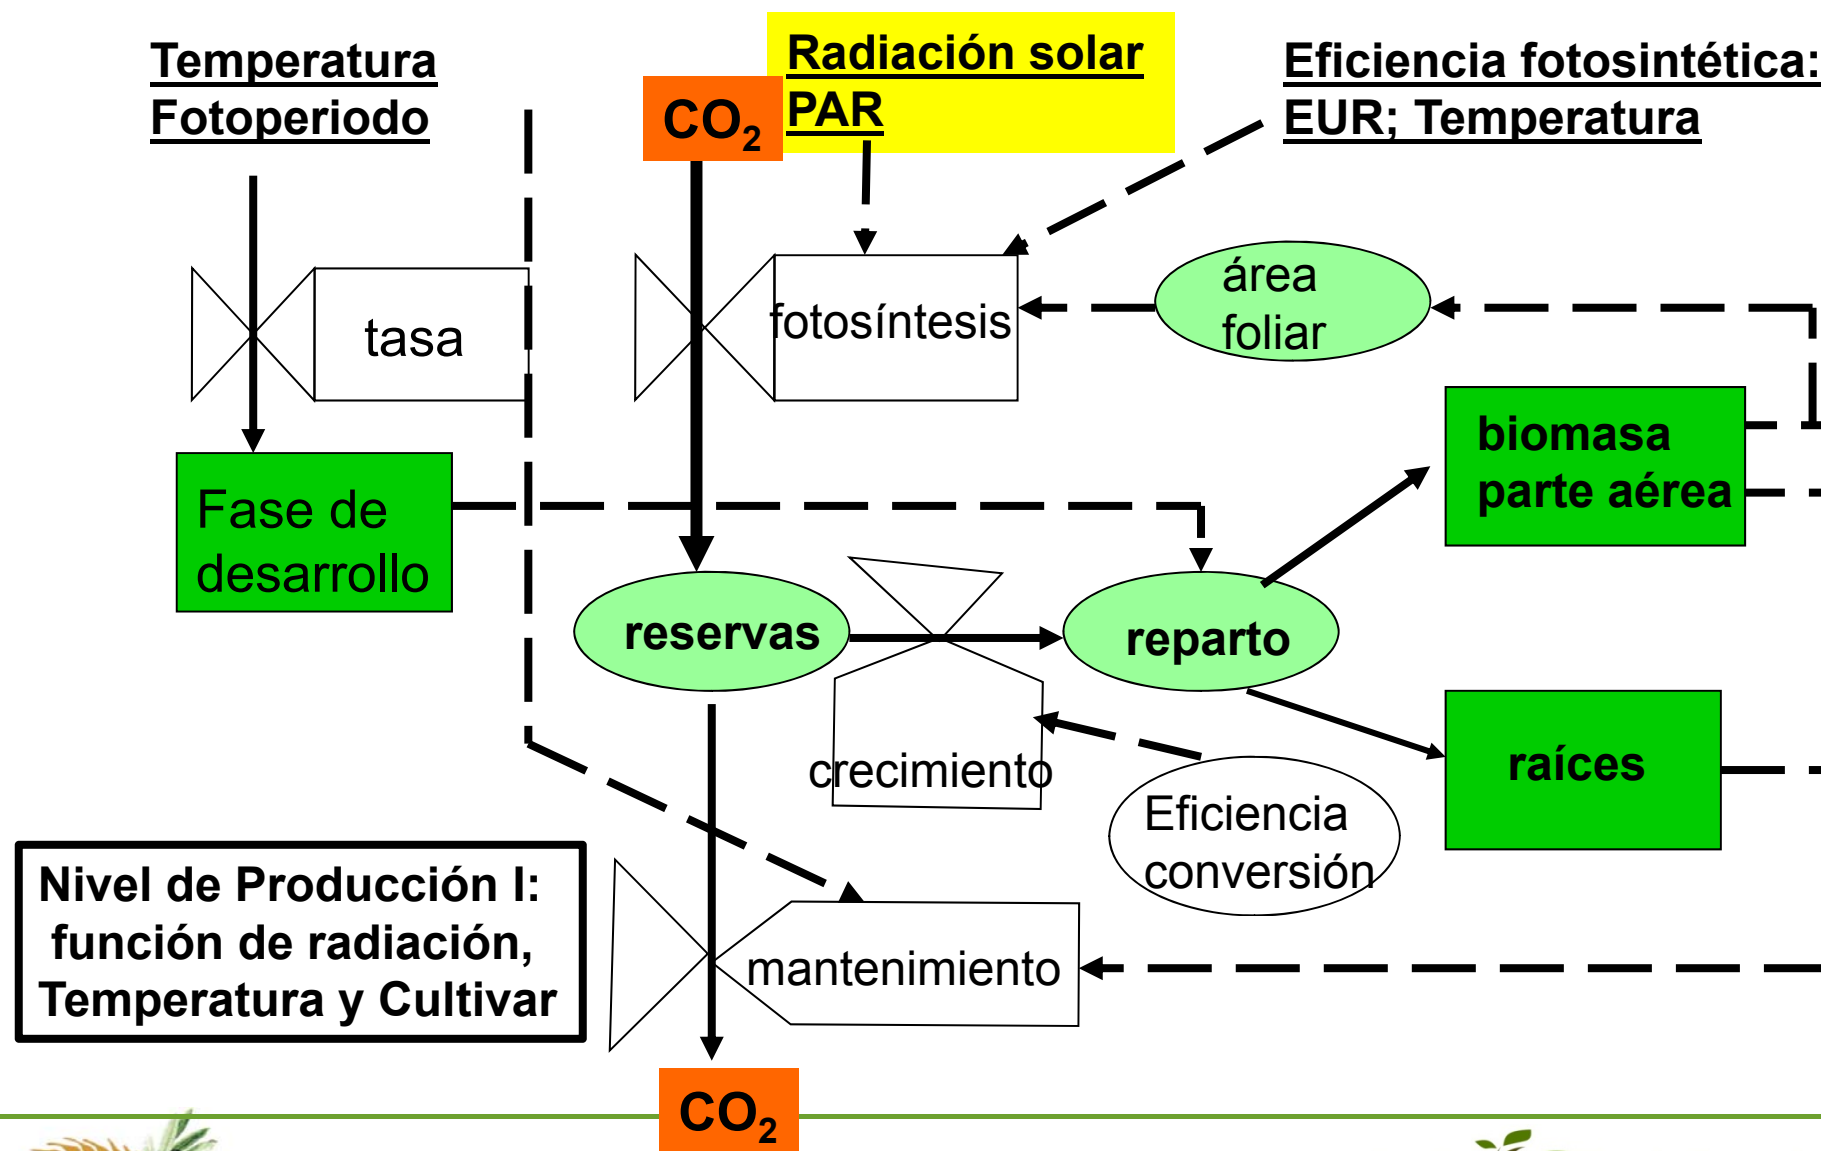 Temperatura
Fotoperiodo
CO₂
Radiación solar
PAR
Eficiencia fotosintética:
EUR; Temperatura
tasa
fotosíntesis
área
foliar
biomasa
parte aérea
Fase de
desarrollo
reservas
reparto
crecimiento
Eficiencia
conversión
raíces
Nivel de Producción I:
función de radiación,
Temperatura y Cultivar
mantenimiento
CO₂